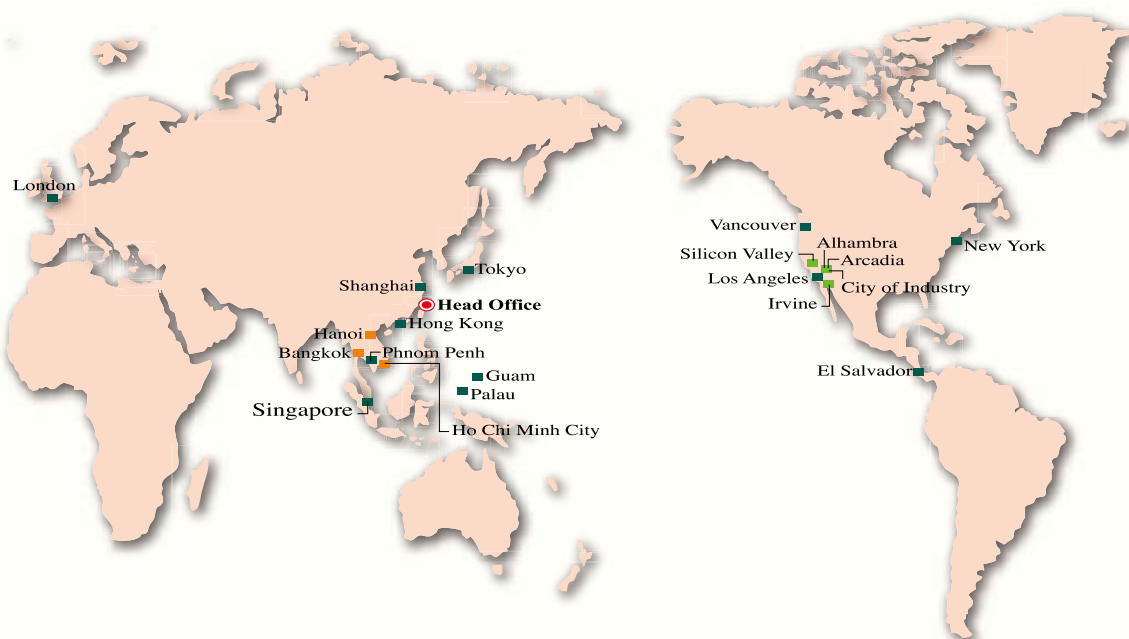 London
Tokyo
Shanghai
Head Office
Hong Kong
Hanoi
Bangkok
Phnom Penh
Guam
Palau
Singapore
Ho Chi Minh City
Vancouver
New York
Alhambra
Silicon Valley
Arcadia
Los Angeles
City of Industry
Irvine
El Salvador